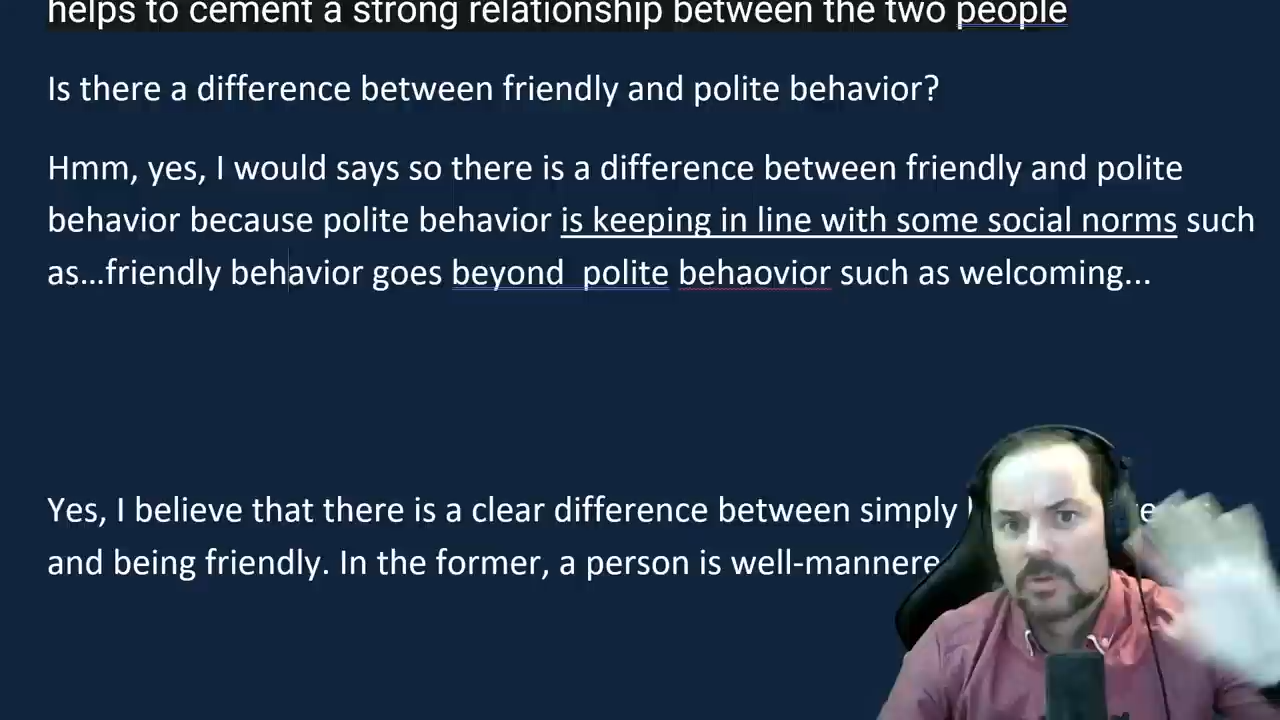 helps to cement a strong relationship between the two people
Is there a difference between friendly and polite behavior?
Hmm, yes, I would says so there is a difference between friendly and polite
behavior because polite behavior is keeping in line with some social norms such
as...friendly behavior goes beyond  polite behaovior such as welcoming...
Yes, I believe that there is a clear difference between simply
and being friendly. In the former, a person is well-mannere